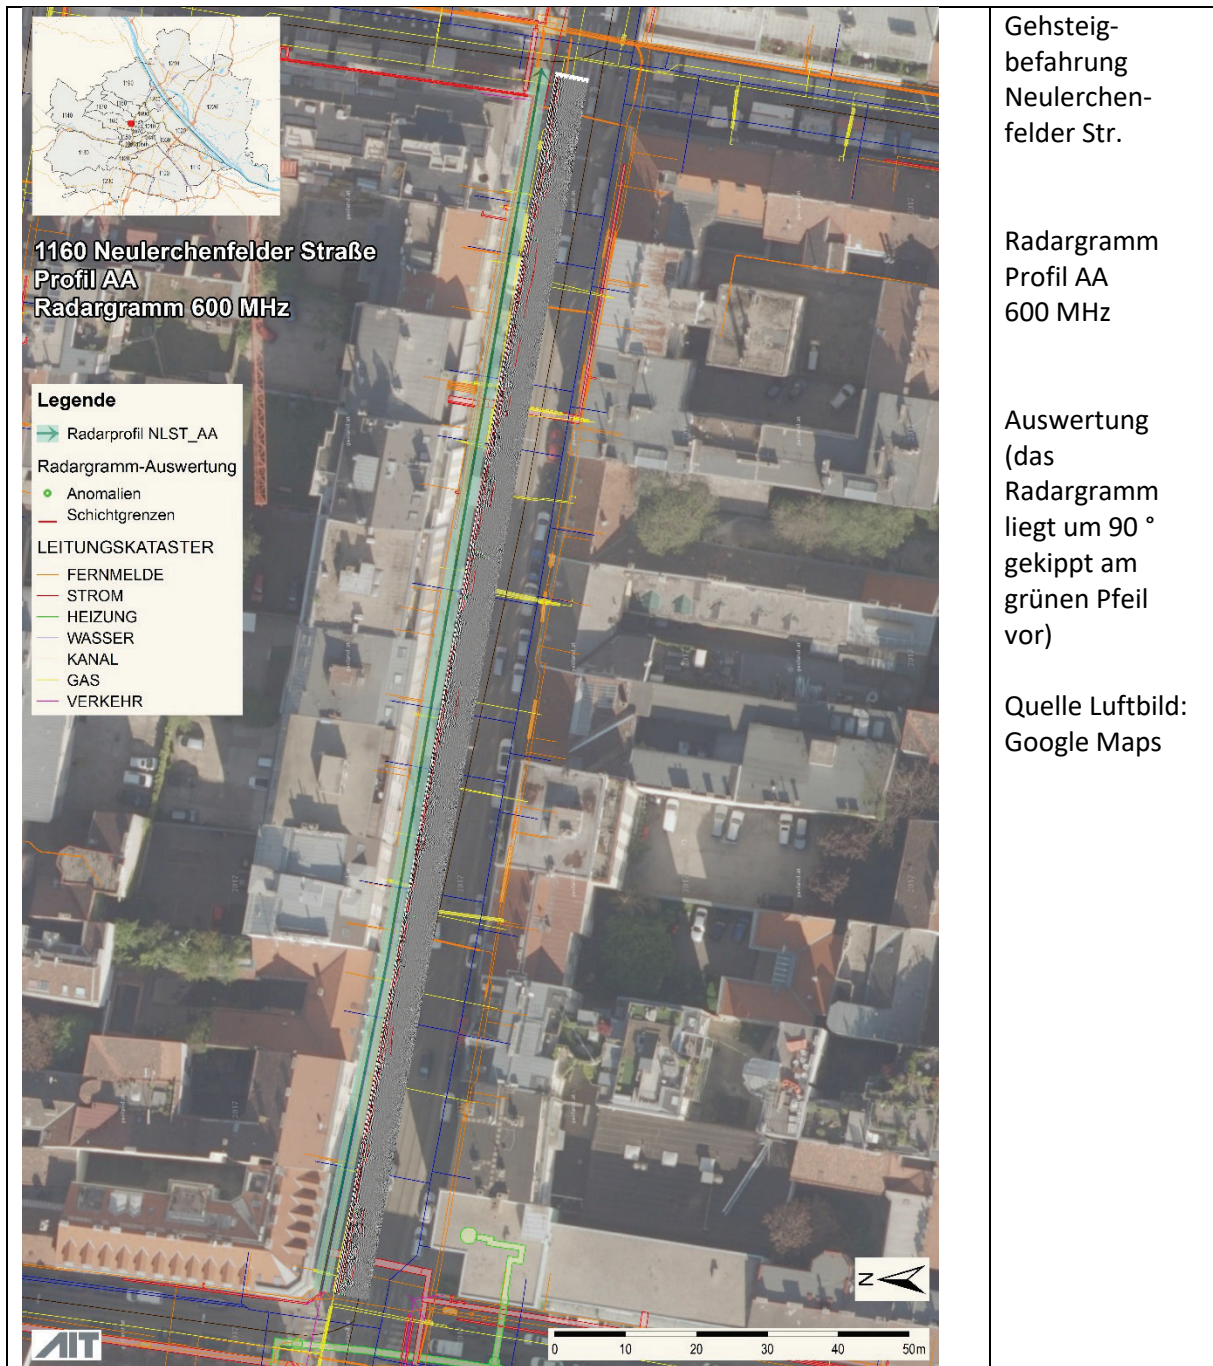 1160 Neulerchenfelder Straße
Profil AA
Radargramm 600 MHz
Legende
Radarprofil NLST_AA
Radargramm-Auswertung
Anomalien
Schichtgrenzen
LEITUNGSKATASTER
FERNMELDE
STROM
HEIZUNG
WASSER
KANAL
GAS
VERKEHR
N
AIT
0 10 20 30 40 50m
Gehsteig-
befahrung
Neulerchen-
felder Str.
Radargramm
Profil AA
600 MHz
Auswertung
(das
Radargramm
liegt um 90 °
gekippt am
grünen Pfeil
vor)
Quelle Luftbild:
Google Maps